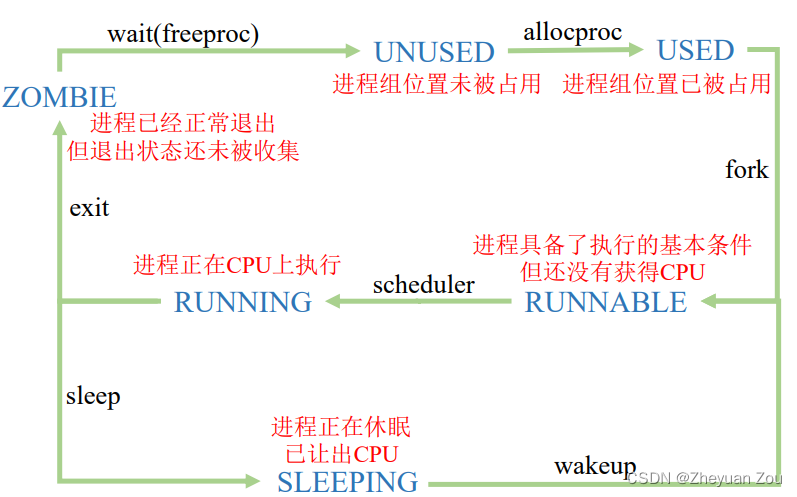 wait(freeproc)
UNUSED
allocproc
USED
进程组位置未被占用
进程组位置已被占用
ZOMBIE
进程已经正常退出
但退出状态还未被收集
fork
exit
进程正在CPU上执行
进程具备了执行的基本条件
但还没有获得CPU
RUNNING
scheduler
RUNNABLE
sleep
进程正在休眠
已让出CPU
SLEEPING
wakeup
CSDN @Zheyuan Zou